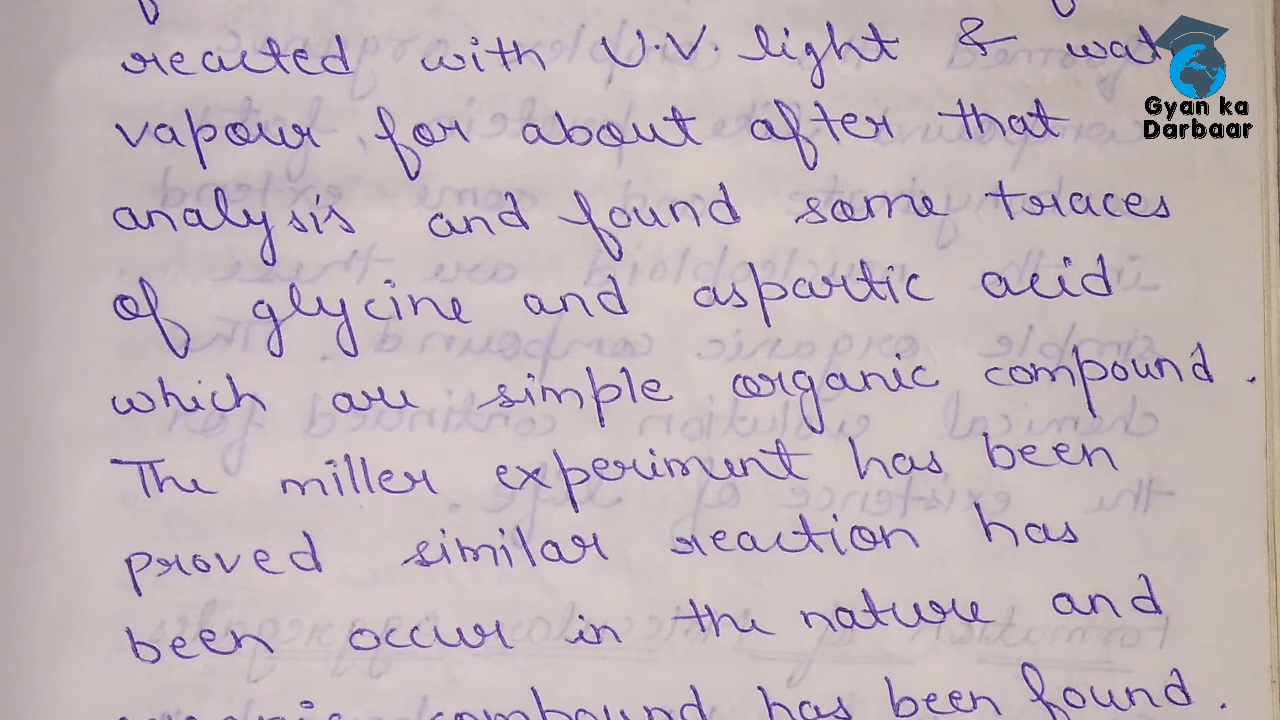 reacted with U.V. light & wat
vapour for about after that
analysis and found some traces
of glycine and aspartic acid
which are simple organic compound.
The miller experiment has been
proved similar reaction has
been occur in the nature and
compound has been found.
Gyan ka
Darbaar